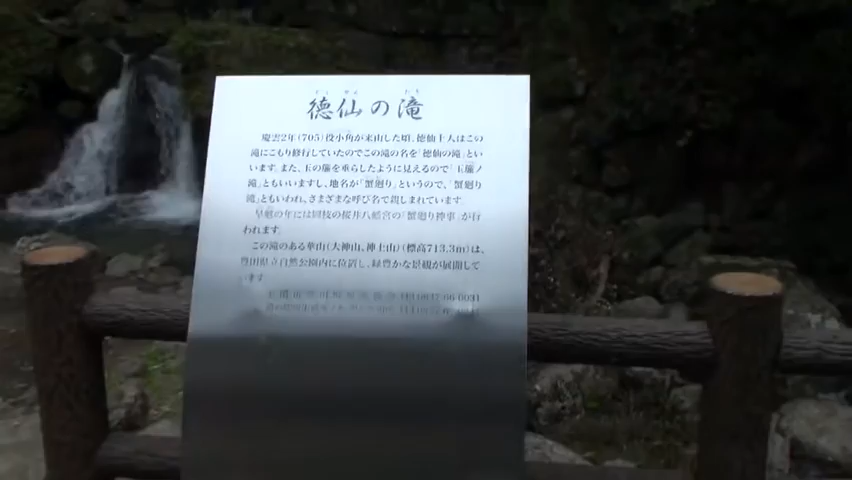 徳仙の滝
慶雲2年(705)役小角が来山した頃、徳仙上人はこの
滝にこもり修行していたのでこの滝の名を「徳仙の滝」とい
います。また、玉の簾を垂らしたように見えるので「玉簾ノ
滝」ともいいますし、地名が「蟹廻り」というので、「蟹廻り
滝」ともいわれ、さまざまな呼び名で親しまれています。
早魃の年には岡枝の桜井八幡宮の「蟹廻り神事」が行
われます。
この滝のある華山(大神山、神上山)(標高713.3m)は、
豊田県立自然公園内に位置し、緑豊かな景観が展開して
います。